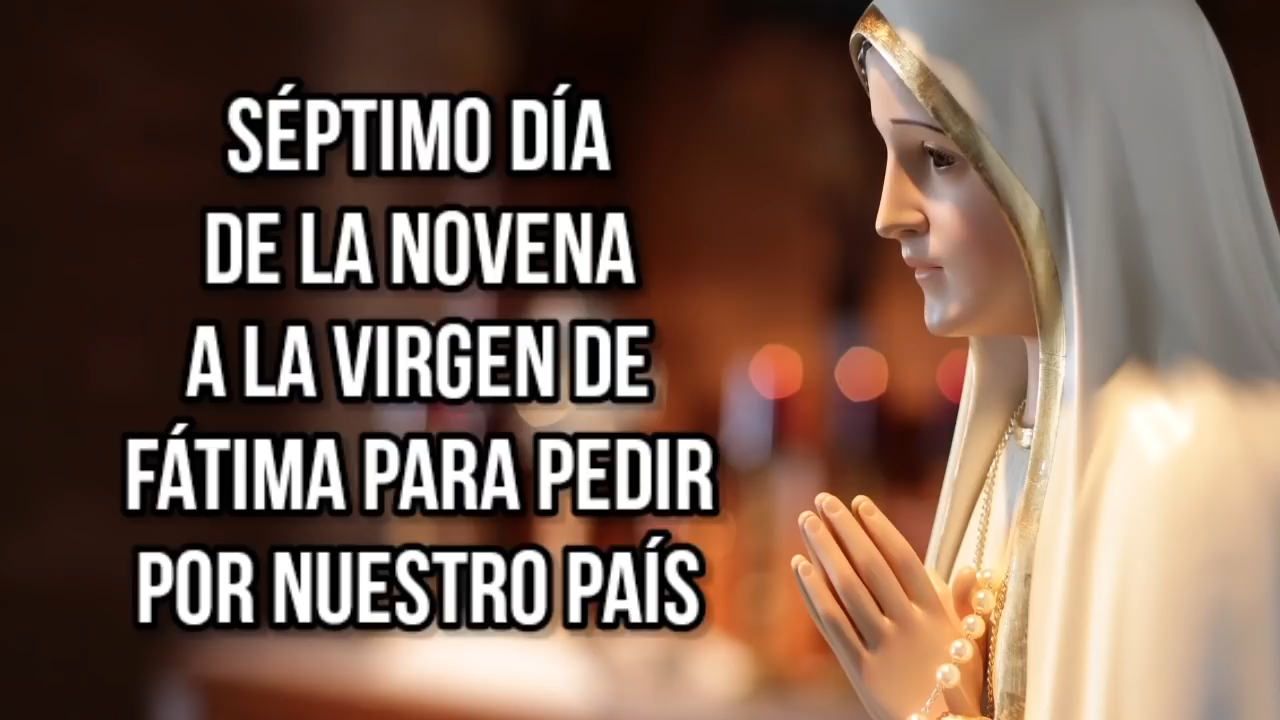 SÉPTIMO DÍA
DE LA NOVENA
A LA VIRGEN DE
FÁTIMA PARA PEDIR
POR NUESTRO PAÍS